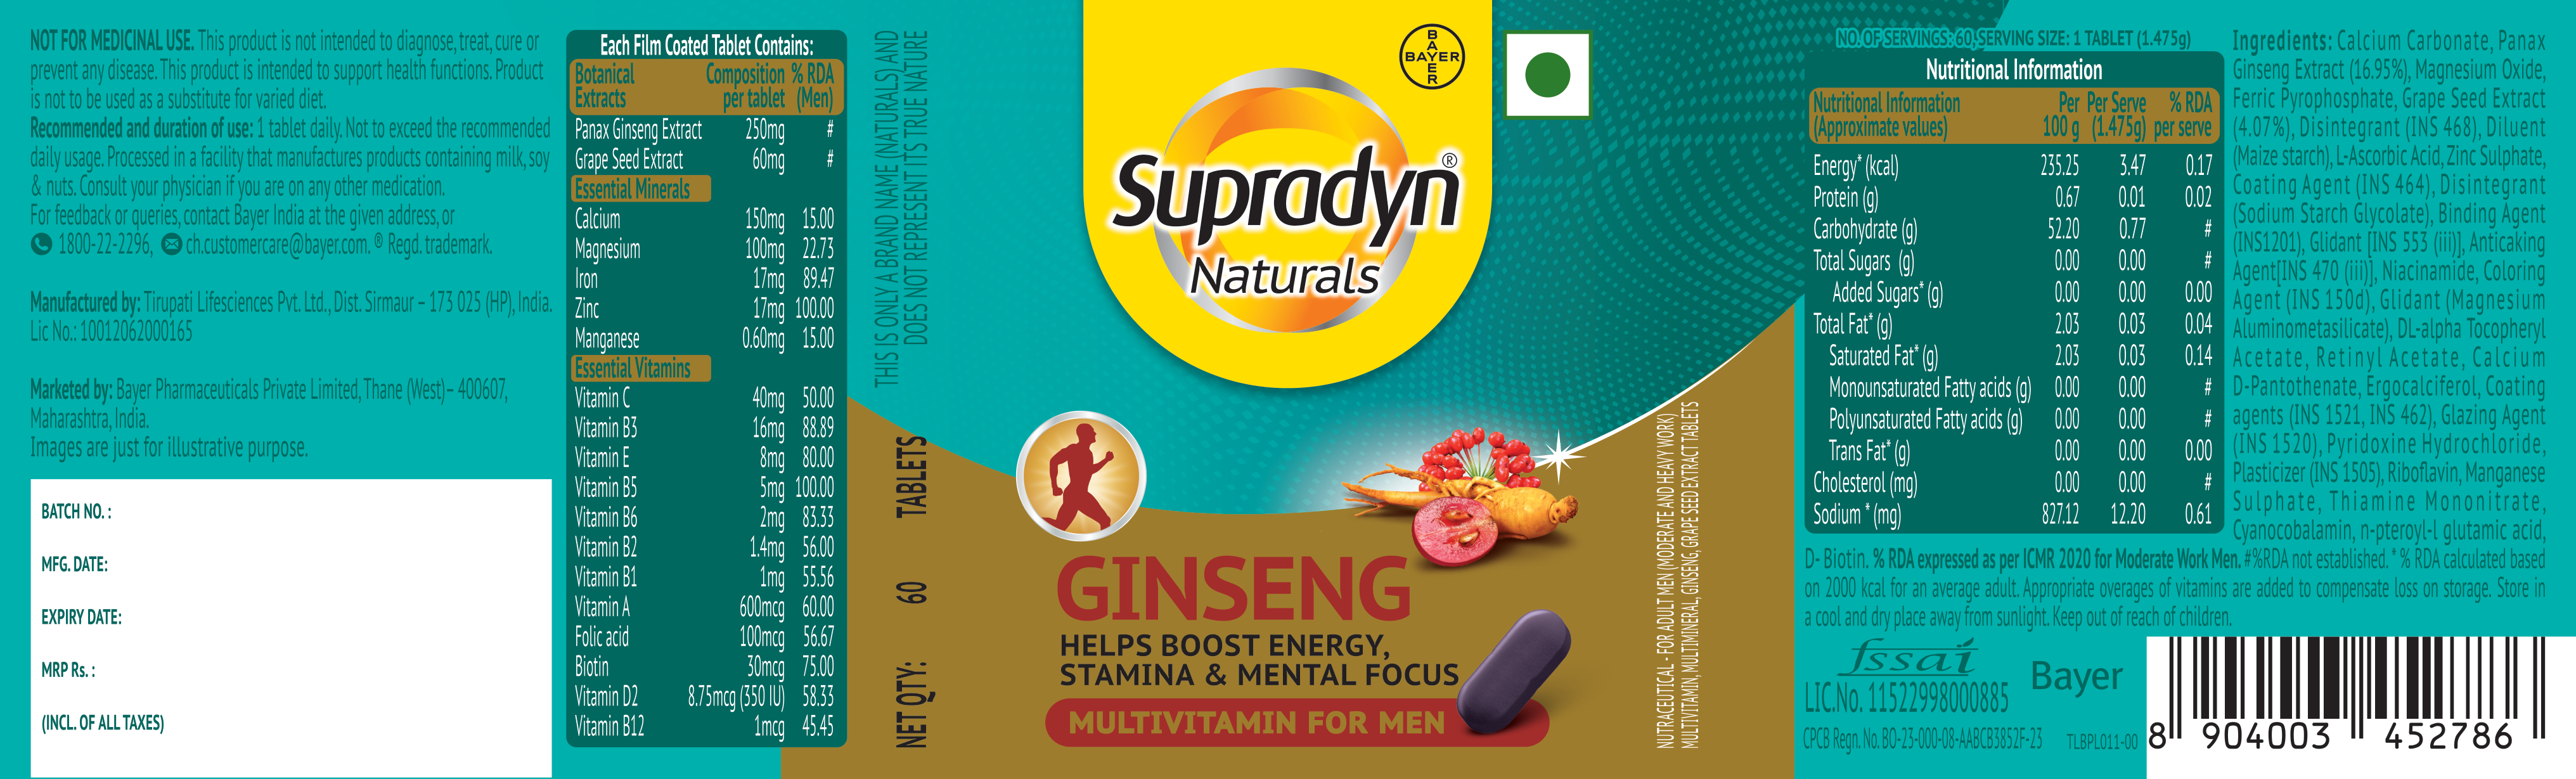 NOT FOR MEDICINAL USE. This product is not intended to diagnose, treat, cure or
prevent any disease. This product is intended to support health functions. Product
is not to be used as a substitute for varied diet.
Recommended and duration of use: 1 tablet daily. Not to exceed the recommended
daily usage. Processed in a facility that manufactures products containing milk, soy
& nuts. Consult your physician if you are on any other medication.
For feedback or queries, contact Bayer India at the given address, or
1800-22-2296, ch.customercare@bayer.com. ® Regd. trademark.
Manufactured by: Tirupati Lifesciences Pvt. Ltd., Dist. Sirmaur – 173 025 (HP), India.
Lic No.: 10012062000165
Marketed by: Bayer Pharmaceuticals Private Limited, Thane (West)– 400607,
Maharashtra, India.
Images are just for illustrative purpose.
BATCH NO. :
MFG. DATE:
EXPIRY DATE:
MRP Rs. :
(INCL. OF ALL TAXES)
Each Film Coated Tablet Contains:
Botanical Composition % RDA
Extracts per tablet (Men)
Panax Ginseng Extract 250mg #
Grape Seed Extract 60mg #
Essential Minerals
Calcium 150mg 15.00
Magnesium 100mg 22.73
Iron 17mg 89.47
Zinc 17mg 100.00
Manganese 0.60mg 15.00
Essential Vitamins
Vitamin C 40mg 50.00
Vitamin B3 16mg 88.89
Vitamin E 8mg 80.00
Vitamin B5 5mg 100.00
Vitamin B6 2mg 83.33
Vitamin B2 1.4mg 56.00
Vitamin B1 1mg 55.56
Vitamin A 600mcg 60.00
Folic acid 100mcg 56.67
Biotin 30mcg 75.00
Vitamin D2 8.75mcg (350 IU) 58.33
Vitamin B12 1mcg 45.45
THIS IS ONLY A BRAND NAME (NATURALS) AND
DOES NOT REPRESENT ITS TRUE NATURE
NET QTY: 60 TABLETS
BAYER
BAYER
Supradyn®
Naturals
GINSENG
HELPS BOOST ENERGY,
STAMINA & MENTAL FOCUS
MULTIVITAMIN FOR MEN
NUTRACEUTICAL - FOR ADULT MEN (MODERATE AND HEAVY WORK)
MULTIVITAMIN, MULTIMINERAL, GINSENG, GRAPE SEED EXTRACT TABLETS
NO. OF SERVINGS: 60, SERVING SIZE: 1 TABLET (1.475g)
Nutritional Information
Nutritional Information Per Per Serve % RDA
(Approximate values) 100 g (1.475g) per serve
Energy* (kcal) 235.25 3.47 0.17
Protein (g) 0.67 0.01 0.02
Carbohydrate (g) 52.20 0.77 #
Total Sugars (g) 0.00 0.00 #
Added Sugars* (g) 0.00 0.00 0.00
Total Fat* (g) 2.03 0.03 0.04
Saturated Fat* (g) 2.03 0.03 0.14
Monounsaturated Fatty acids (g) 0.00 0.00 #
Polyunsaturated Fatty acids (g) 0.00 0.00 #
Trans Fat* (g) 0.00 0.00 0.00
Cholesterol (mg) 0.00 0.00 #
Sodium * (mg) 827.12 12.20 0.61
Ingredients: Calcium Carbonate, Panax
Ginseng Extract (16.95%), Magnesium Oxide,
Ferric Pyrophosphate, Grape Seed Extract
(4.07%), Disintegrant (INS 468), Diluent
(Maize starch), L-Ascorbic Acid, Zinc Sulphate,
Coating Agent (INS 464), Disintegrant
(Sodium Starch Glycolate), Binding Agent
(INS1201), Glidant [INS 553 (iii)], Anticaking
Agent[INS 470 (iii)], Niacinamide, Coloring
Agent (INS 150d), Glidant (Magnesium
Aluminometasilicate), DL-alpha Tocopheryl
Acetate, Retinyl Acetate, Calcium
D-Pantothenate, Ergocalciferol, Coating
agents (INS 1521, INS 462), Glazing Agent
(INS 1520), Pyridoxine Hydrochloride,
Plasticizer (INS 1505), Riboflavin, Manganese
Sulphate, Thiamine Mononitrate,
Cyanocobalamin, n-pteroyl-l glutamic acid,
D- Biotin. % RDA expressed as per ICMR 2020 for Moderate Work Men. #%RDA not established. * % RDA calculated based
on 2000 kcal for an average adult. Appropriate overages of vitamins are added to compensate loss on storage. Store in
a cool and dry place away from sunlight. Keep out of reach of children.
fssai
LIC.No. 11522998000885
Bayer
CPCB Regn. No. BO-23-000-08-AABCB3852F-23
TLBPL011-00
8 904003 452786